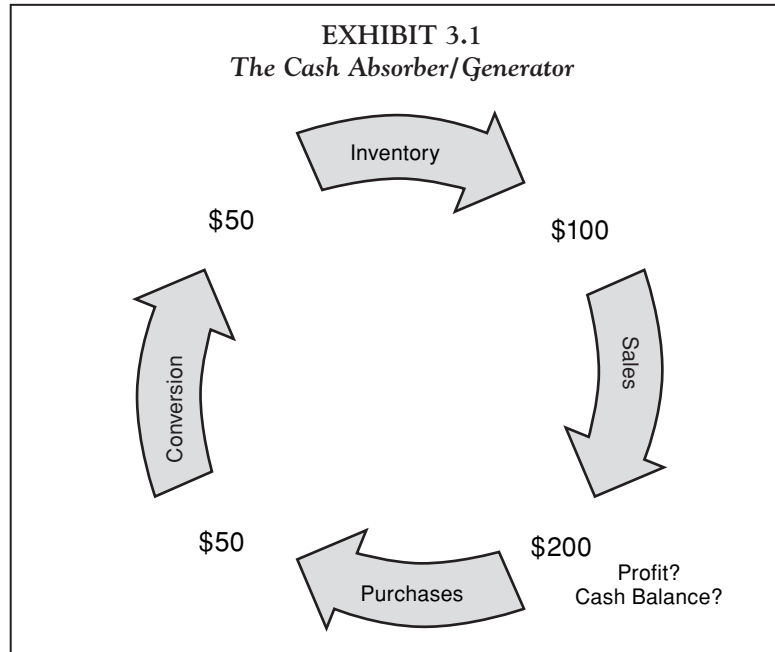 EXHIBIT 3.1
The Cash Absorber/Generator
Inventory
$50
$100
Conversion
Sales
$50
$200
Profit?
Cash Balance?
Purchases